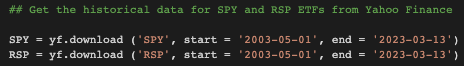 ## Get the historical data for SPY and RSP ETFs from Yahoo Finance
SPY = yf.download ('SPY', start = '2003-05-01', end = '2023-03-13')
RSP = yf.download ('RSP', start = '2003-05-01', end = '2023-03-13')